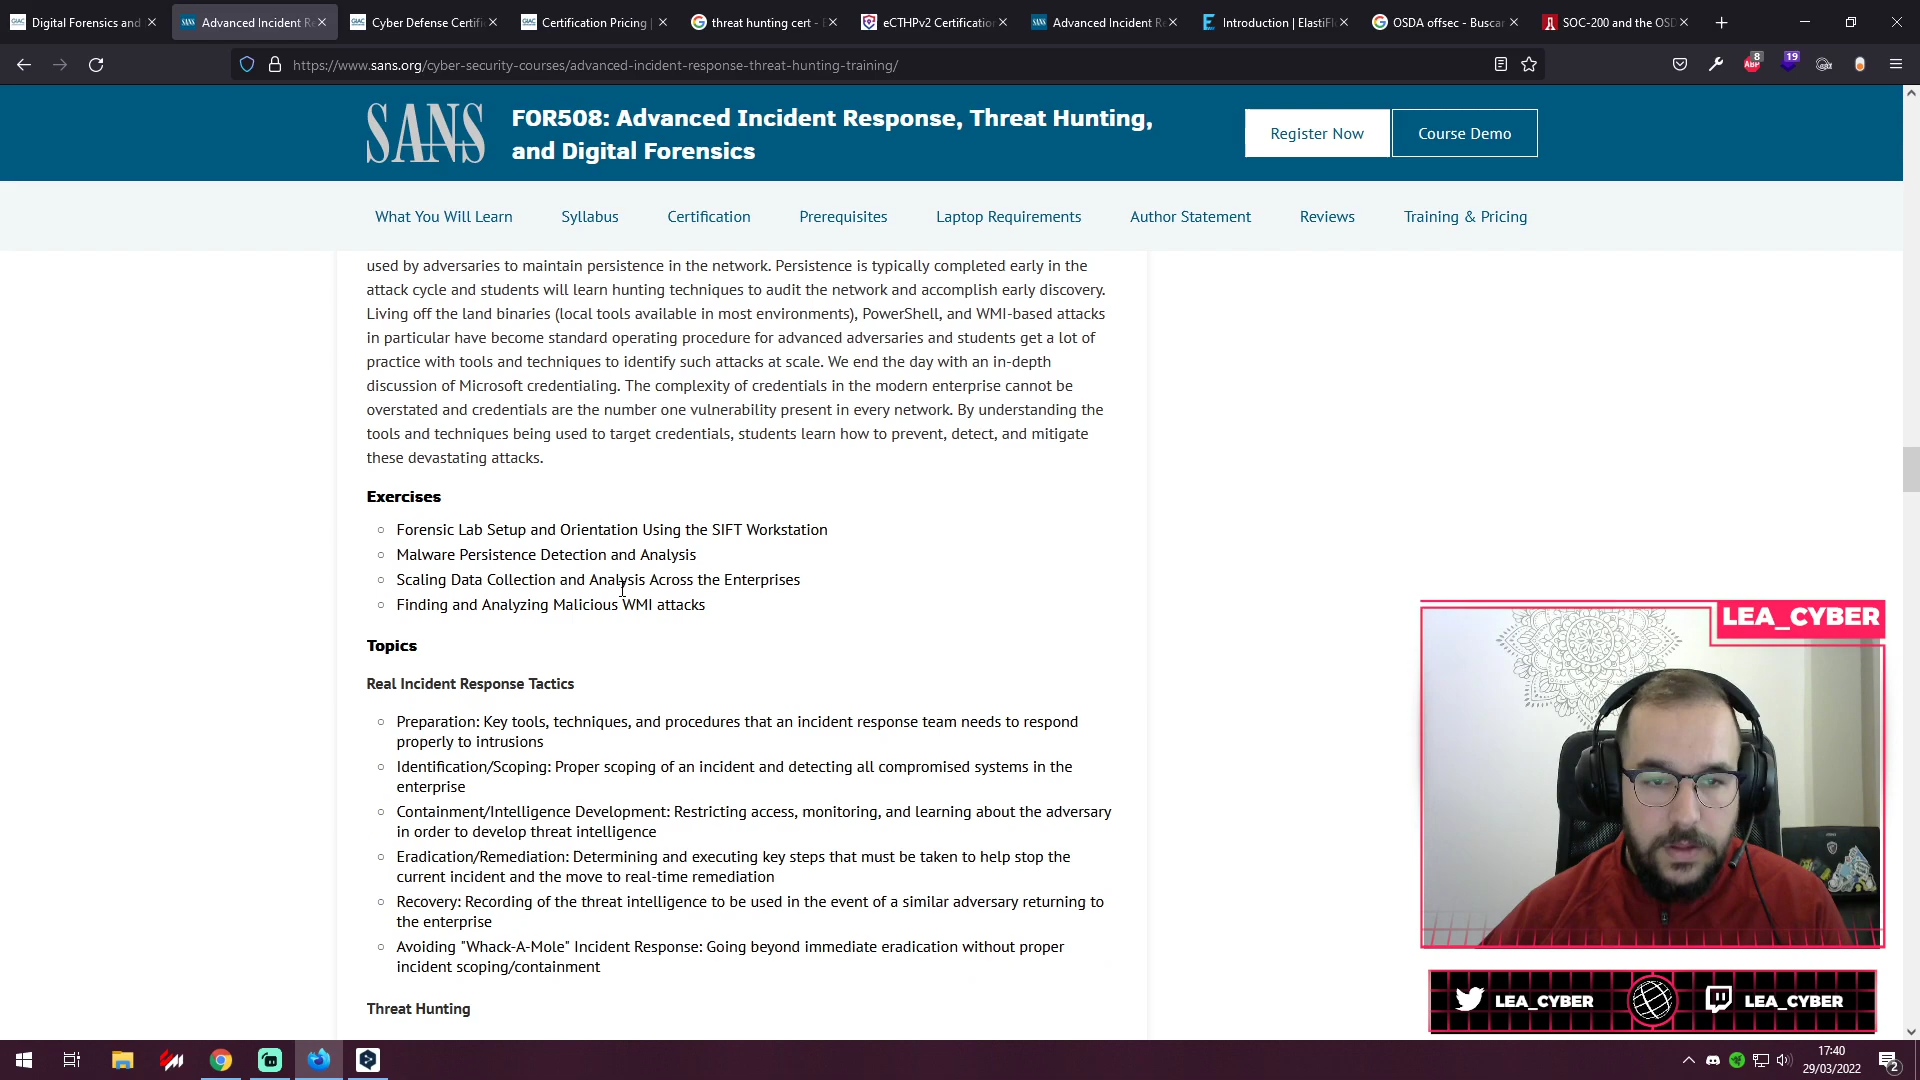 Digital Forensics and
Advanced Incident Re
Cyber Defense Certifi
Certification Pricing |
threat hunting cert - B
eCTHPv2 Certification
Advanced Incident Re
Introduction | ElastiFl
OSDA offsec - Buscar
SOC-200 and the OSD
https://www.sans.org/cyber-security-courses/advanced-incident-response-threat-hunting-training/
8
ABP
19
SANS
FOR508: Advanced Incident Response, Threat Hunting,
and Digital Forensics
Register Now
Course Demo
What You Will Learn
Syllabus
Certification
Prerequisites
Laptop Requirements
Author Statement
Reviews
Training & Pricing
used by adversaries to maintain persistence in the network. Persistence is typically completed early in the
attack cycle and students will learn hunting techniques to audit the network and accomplish early discovery.
Living off the land binaries (local tools available in most environments), PowerShell, and WMI-based attacks
in particular have become standard operating procedure for advanced adversaries and students get a lot of
practice with tools and techniques to identify such attacks at scale. We end the day with an in-depth
discussion of Microsoft credentialing. The complexity of credentials in the modern enterprise cannot be
overstated and credentials are the number one vulnerability present in every network. By understanding the
tools and techniques being used to target credentials, students learn how to prevent, detect, and mitigate
these devastating attacks.
Exercises
Forensic Lab Setup and Orientation Using the SIFT Workstation
Malware Persistence Detection and Analysis
Scaling Data Collection and Analysis Across the Enterprises
Finding and Analyzing Malicious WMI attacks
Topics
Real Incident Response Tactics
Preparation: Key tools, techniques, and procedures that an incident response team needs to respond
properly to intrusions
Identification/Scoping: Proper scoping of an incident and detecting all compromised systems in the
enterprise
Containment/Intelligence Development: Restricting access, monitoring, and learning about the adversary
in order to develop threat intelligence
Eradication/Remediation: Determining and executing key steps that must be taken to help stop the
current incident and the move to real-time remediation
Recovery: Recording of the threat intelligence to be used in the event of a similar adversary returning to
the enterprise
Avoiding "Whack-A-Mole" Incident Response: Going beyond immediate eradication without proper
incident scoping/containment
Threat Hunting
LEA_CYBER
LEA_CYBER
LEA_CYBER
17:40
29/03/2022
2